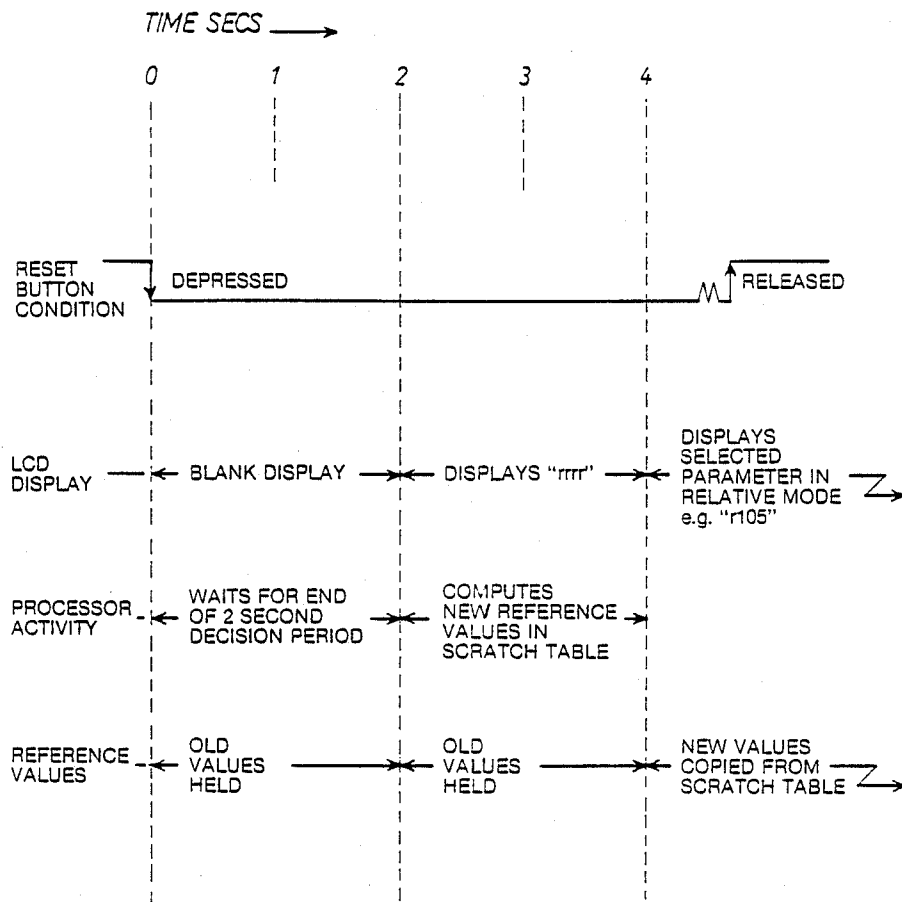 TIME SECS
0 1 2 3 4
RESET
BUTTON
CONDITION
DEPRESSED
RELEASED
LCD
DISPLAY
BLANK DISPLAY
DISPLAYS "rrrr"
DISPLAYS
SELECTED
PARAMETER IN
RELATIVE MODE
e.g. "r105"
PROCESSOR
ACTIVITY
WAITS FOR END
OF 2 SECOND
DECISION PERIOD
COMPUTES
NEW REFERENCE
VALUES IN
SCRATCH TABLE
REFERENCE
VALUES
OLD
VALUES
HELD
OLD
VALUES
HELD
NEW VALUES
COPIED FROM
SCRATCH TABLE